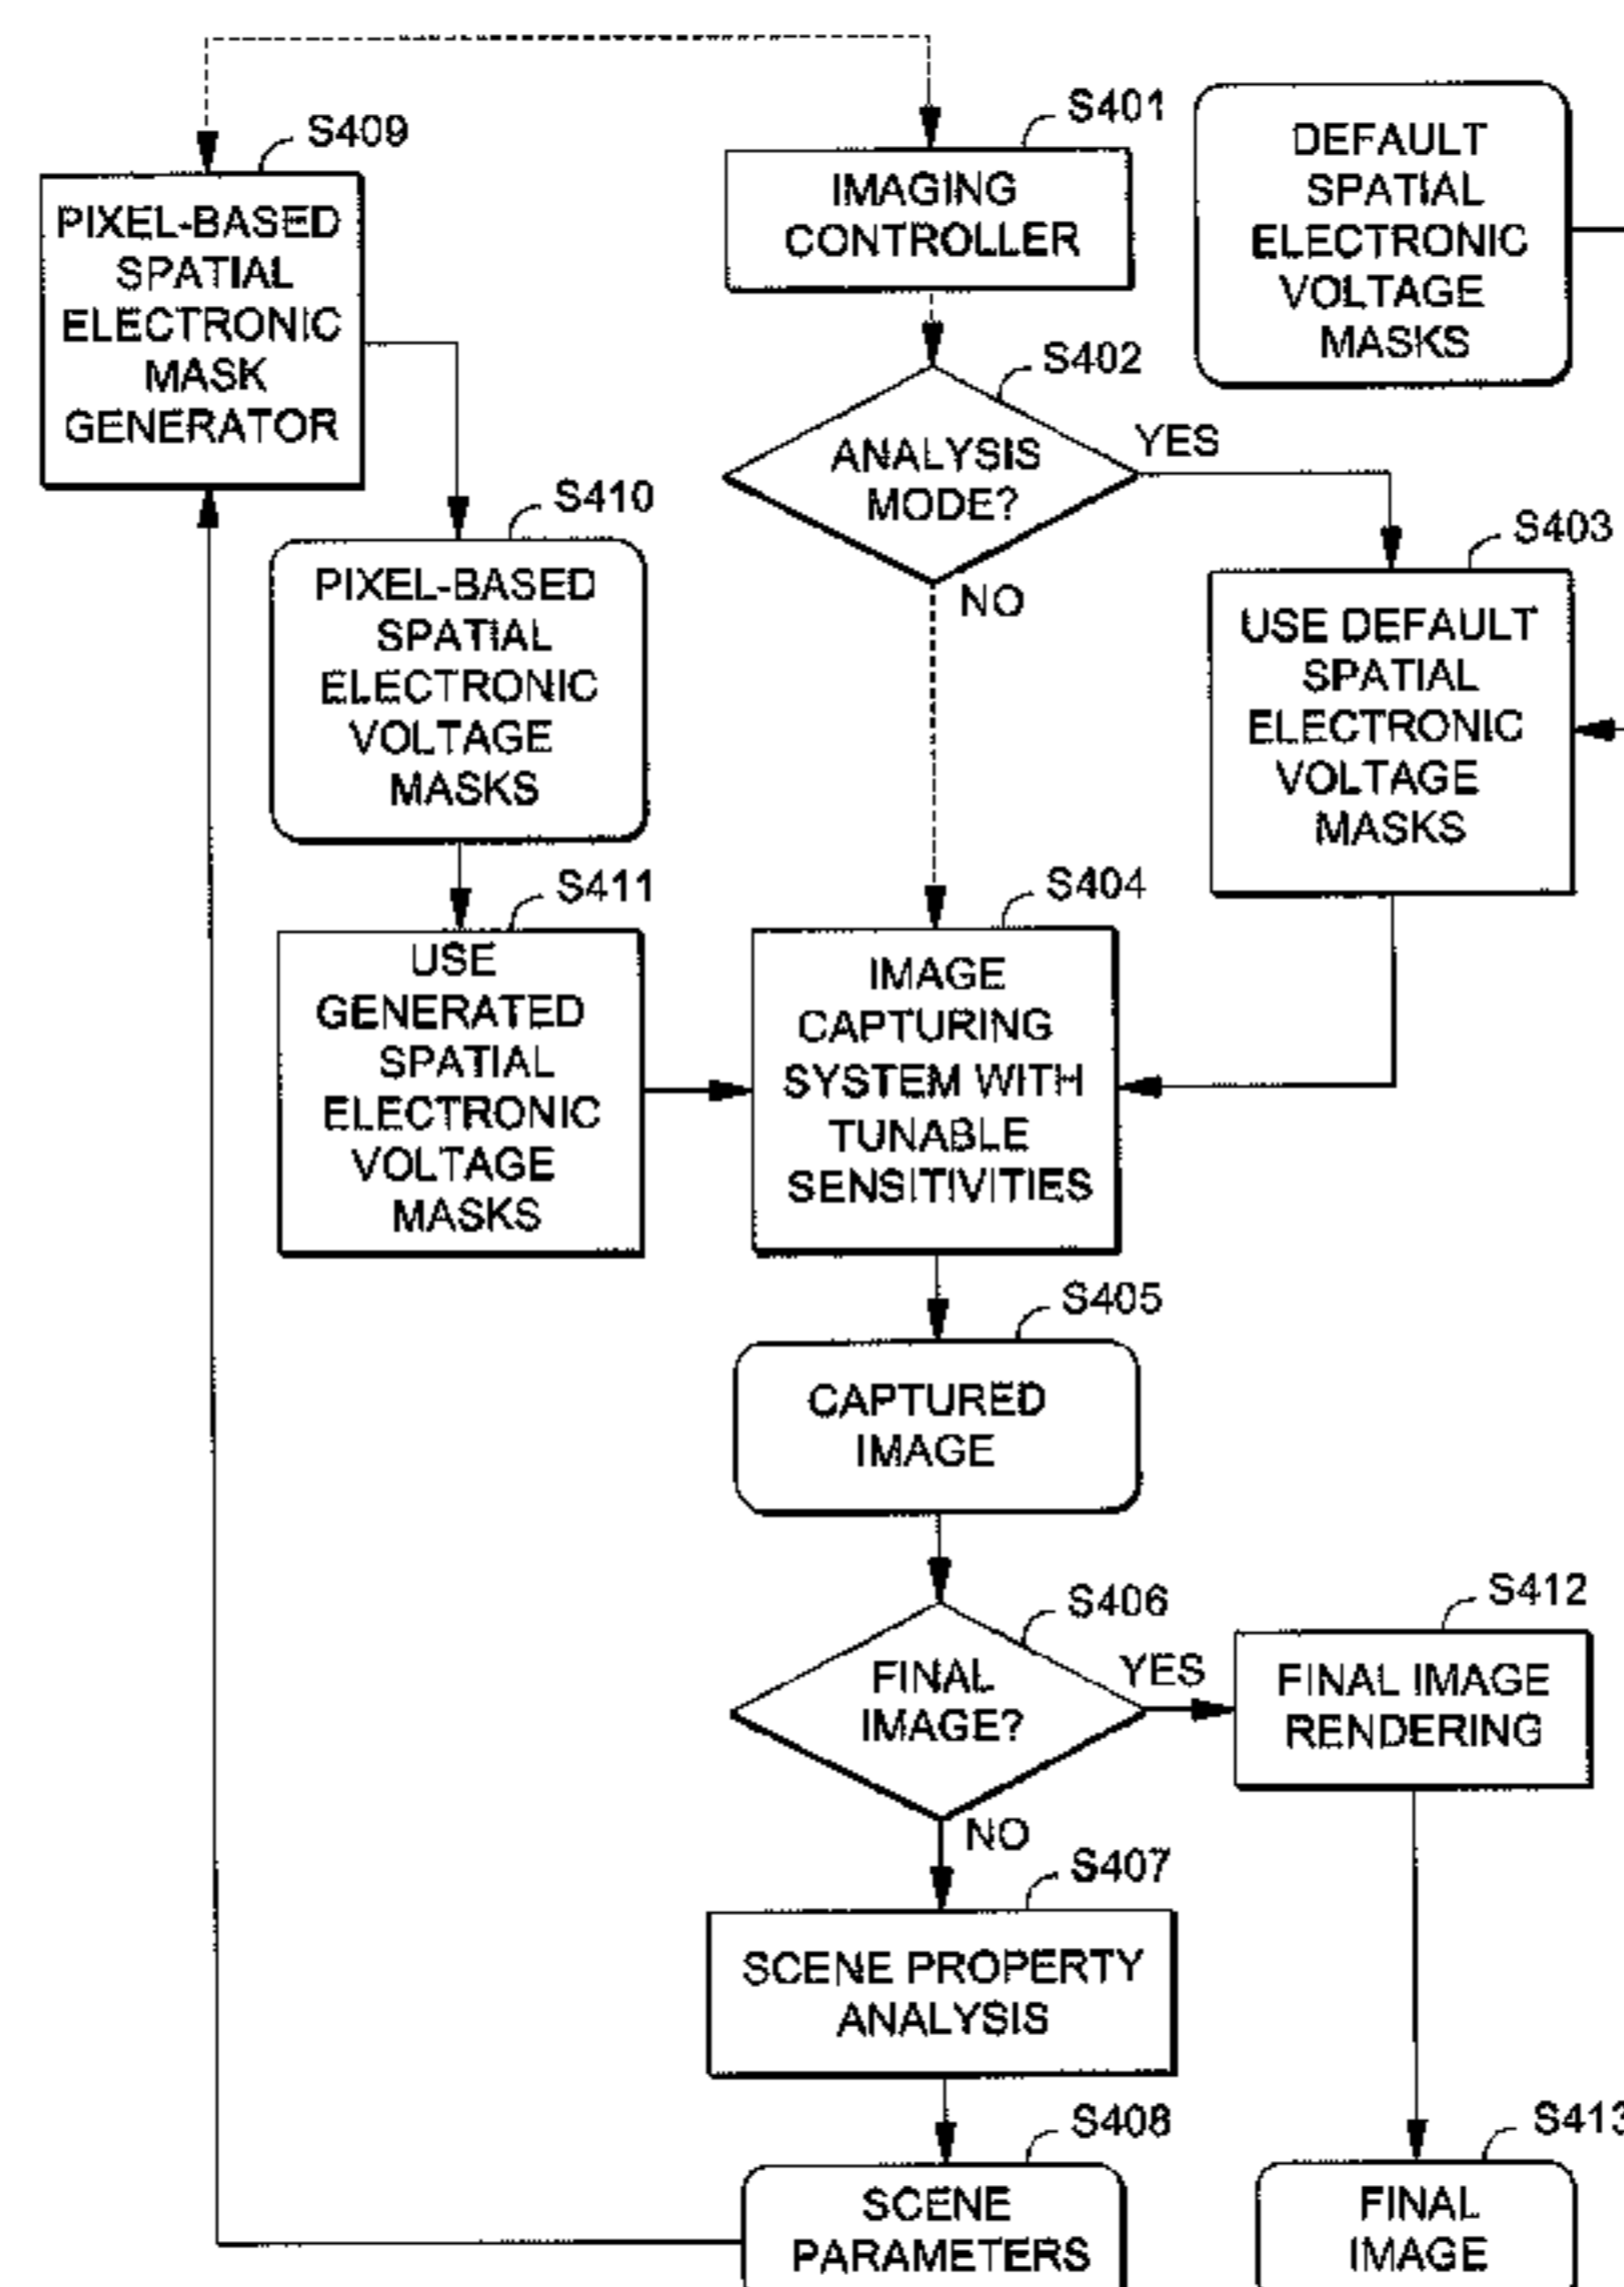 S409
PIXEL-BASED
SPATIAL
ELECTRONIC
MASK
GENERATOR
S401
IMAGING
CONTROLLER
DEFAULT
SPATIAL
ELECTRONIC
VOLTAGE
MASKS
S402
ANALYSIS
MODE?
YES
NO
S410
PIXEL-BASED
SPATIAL
ELECTRONIC
VOLTAGE
MASKS
S403
USE DEFAULT
SPATIAL
ELECTRONIC
VOLTAGE
MASKS
S411
USE
GENERATED
SPATIAL
ELECTRONIC
VOLTAGE
MASKS
S404
IMAGE
CAPTURING
SYSTEM WITH
TUNABLE
SENSITIVITIES
S405
CAPTURED
IMAGE
S406
FINAL
IMAGE?
YES
NO
S412
FINAL IMAGE
RENDERING
S407
SCENE PROPERTY
ANALYSIS
S408
SCENE
PARAMETERS
S413
FINAL
IMAGE